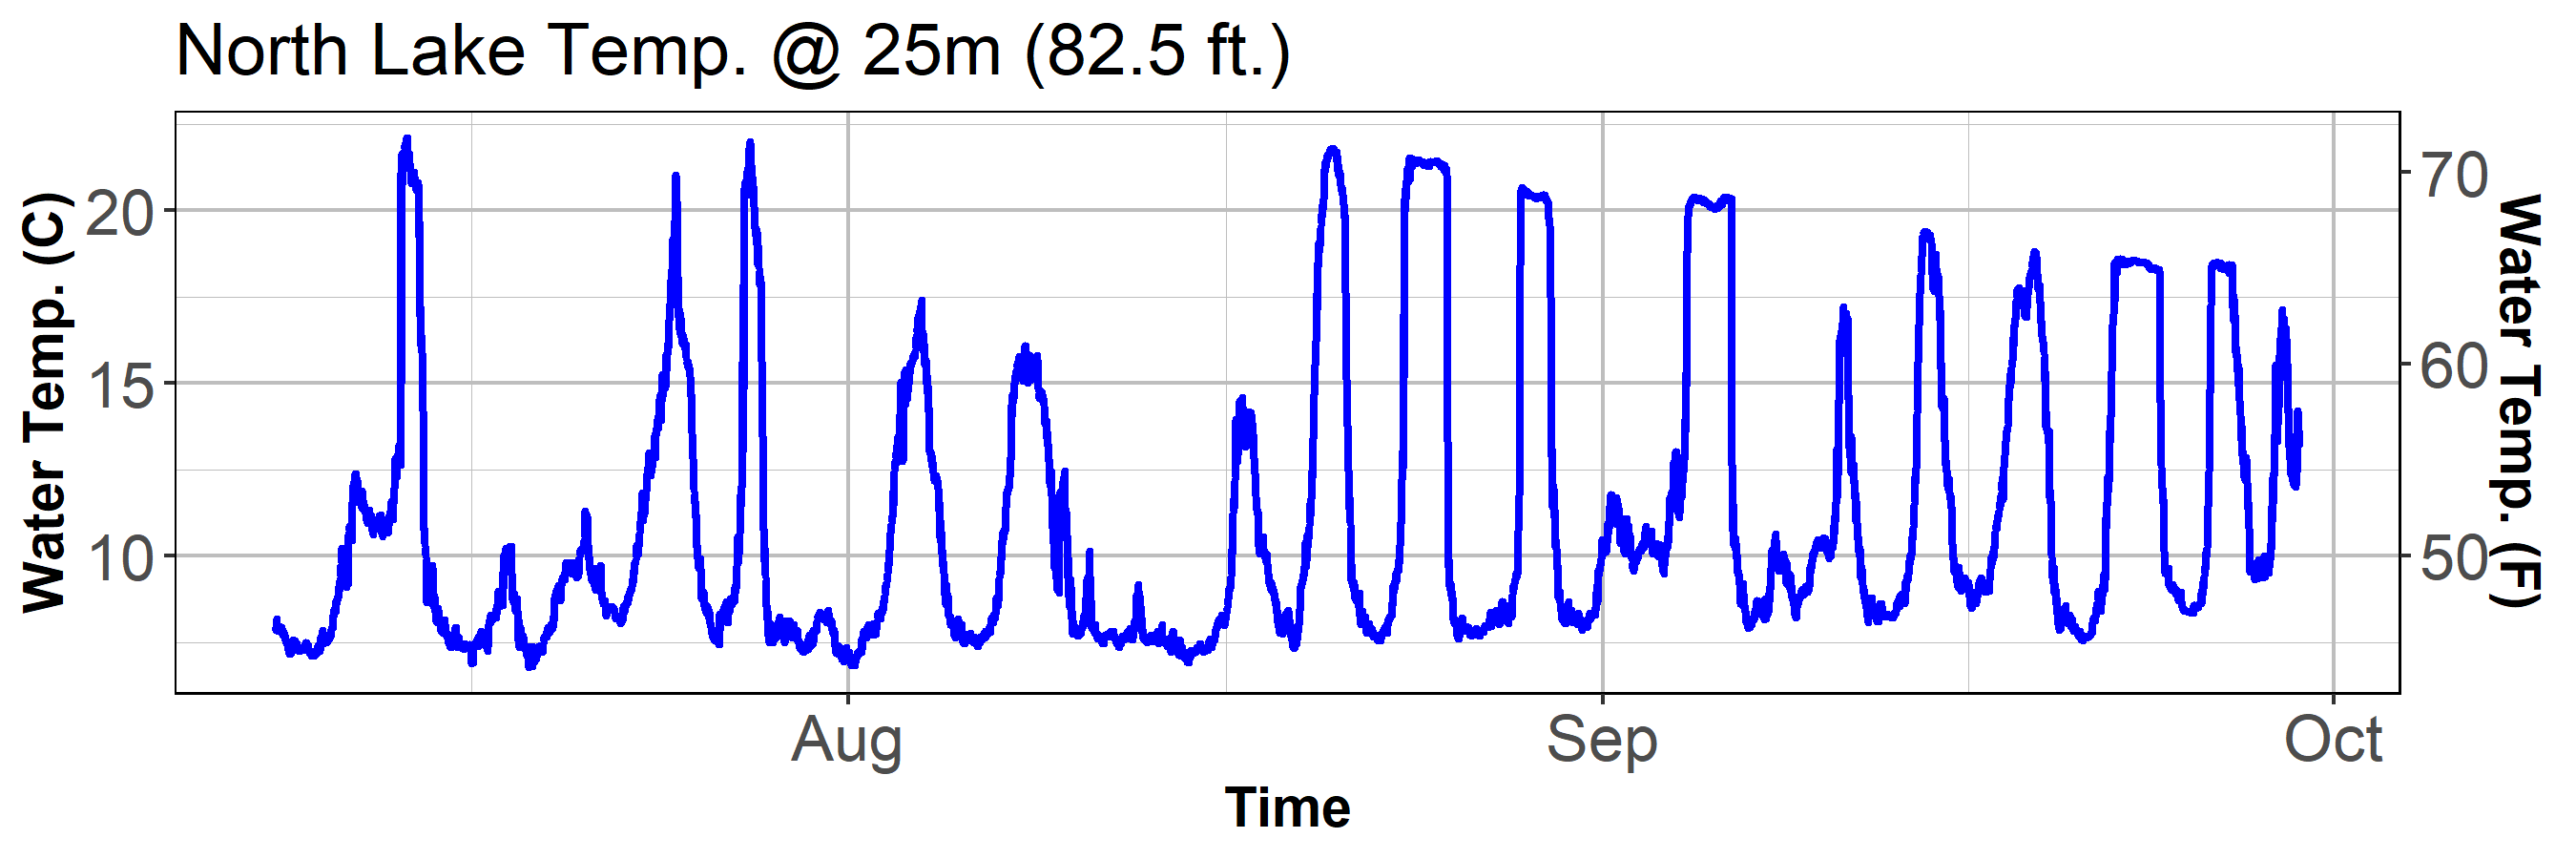 North Lake Temp. @ 25m (82.5 ft.)
Water Temp. (C)
20
15
10
70
60
50
Water Temp. (F)
Aug
Sep
Oct
Time